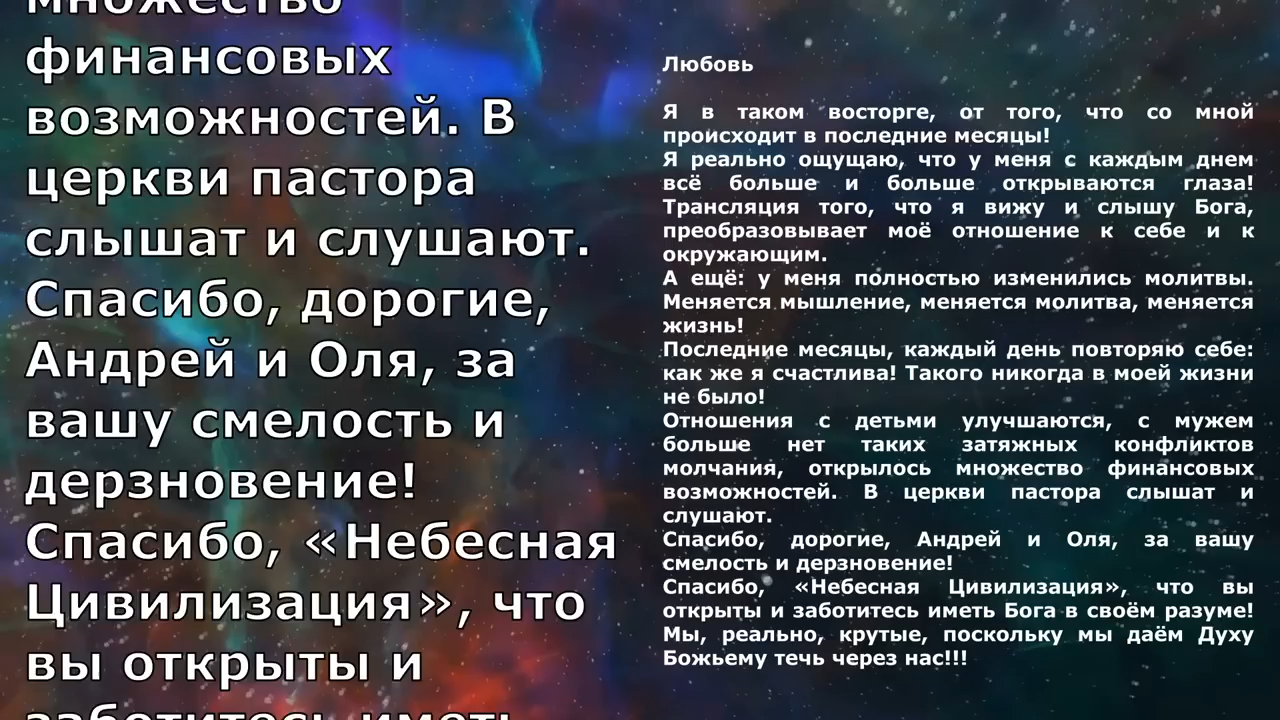 множество
финансовых
возможностей. В
церкви пастора
слышат и слушают.
Спасибо, дорогие,
Андрей и Оля, за
вашу смелость и
дерзновение!
Спасибо, «Небесная
Цивилизация», что
вы открыты и
заботитесь иметь
Любовь
Я в таком восторге, от того, что со мной
происходит в последние месяцы!
Я реально ощущаю, что у меня с каждым днем
всё больше и больше открываются глаза!
Трансляция того, что я вижу и слышу Бога,
преобразовывает моё отношение к себе и к
окружающим.
А ещё: у меня полностью изменились молитвы.
Меняется мышление, меняется молитва, меняется
жизнь!
Последние месяцы, каждый день повторяю себе:
как же я счастлива! Такого никогда в моей жизни
не было!
Отношения с детьми улучшаются, с мужем
больше нет таких затяжных конфликтов
молчания, открылось множество финансовых
возможностей. В церкви пастора слышат и
слушают.
Спасибо, дорогие, Андрей и Оля, за вашу
смелость и дерзновение!
Спасибо, «Небесная Цивилизация», что вы
открыты и заботитесь иметь Бога в своём разуме!
Мы, реально, крутые, поскольку мы даём Духу
Божьему течь через нас!!!